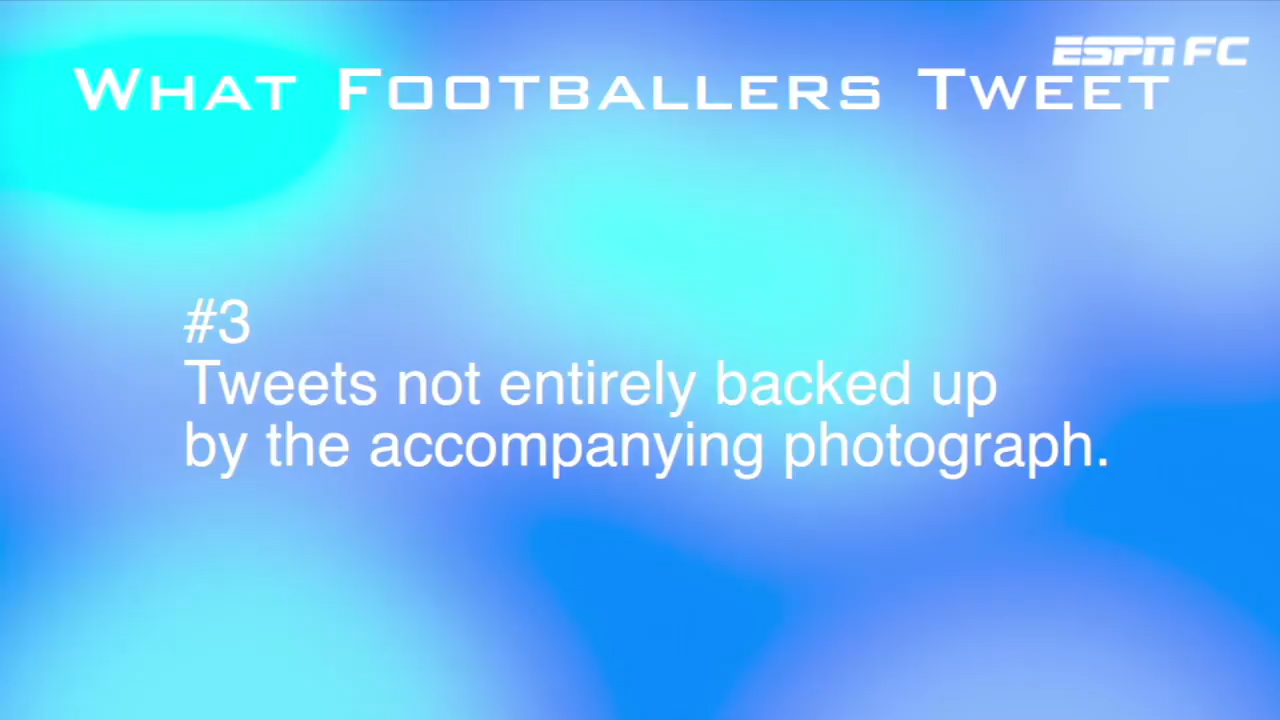 ESPN FC
What Footballers Tweet
#3
Tweets not entirely backed up
by the accompanying photograph.